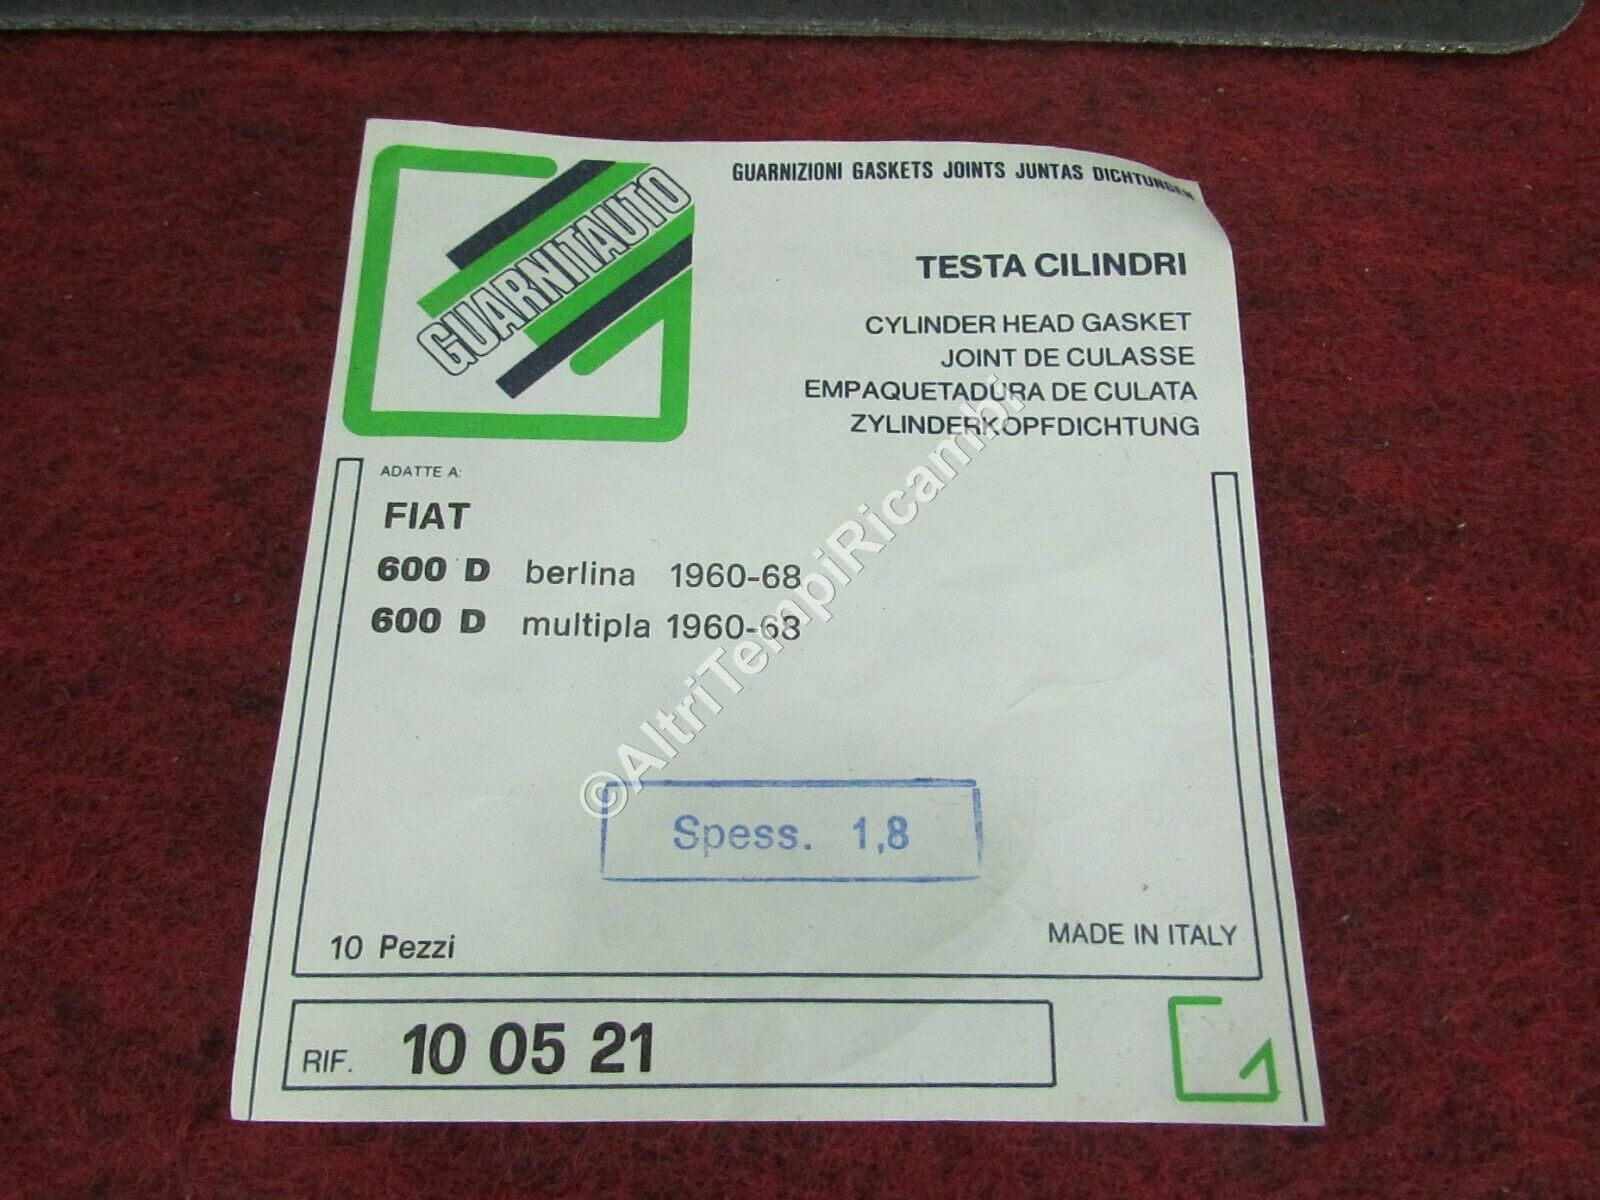 GUARNITAUTO
GUARNIZIONI GASKETS JOINTS JUNTAS DICHTUNGEN
TESTA CILINDRI
CYLINDER HEAD GASKET
JOINT DE CULASSE
EMPAQUETADURA DE CULATA
ZYLINDERKOPFDICHTUNG
ADATTE A:
FIAT
600 D berlina 1960-68
600 D multipla 1960-68
©AltriTempiRicambi
Spess. 1,8
10 Pezzi
MADE IN ITALY
RIF. 10 05 21